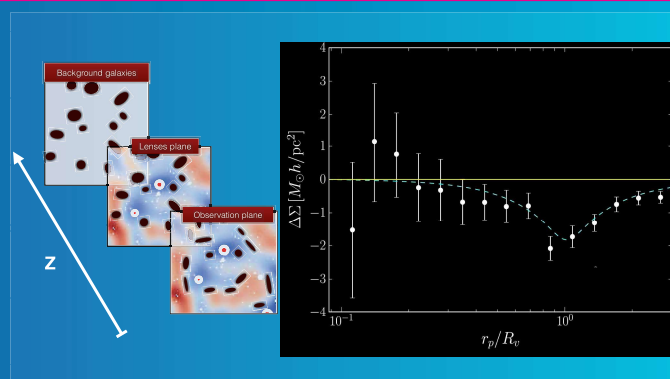 Background galaxies
Lenses plane
Observation plane
Z
ΔΣ [M⊙h/pc²]
4
3
2
1
0
−1
−2
−3
−4
10⁻¹
10⁰
r_p/R_v